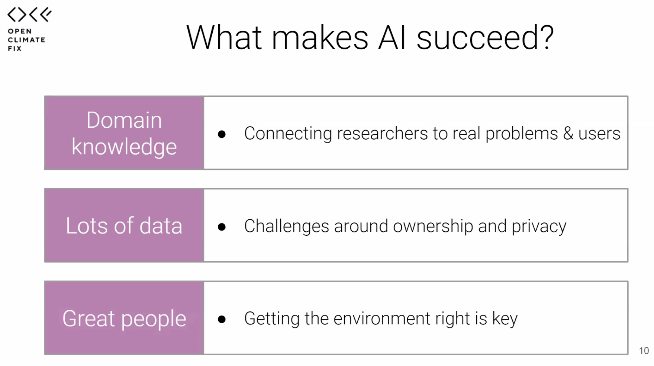 OPEN
CLIMATE
FIX
What makes AI succeed?
Domain
knowledge
● Connecting researchers to real problems & users
Lots of data
● Challenges around ownership and privacy
Great people
● Getting the environment right is key
10